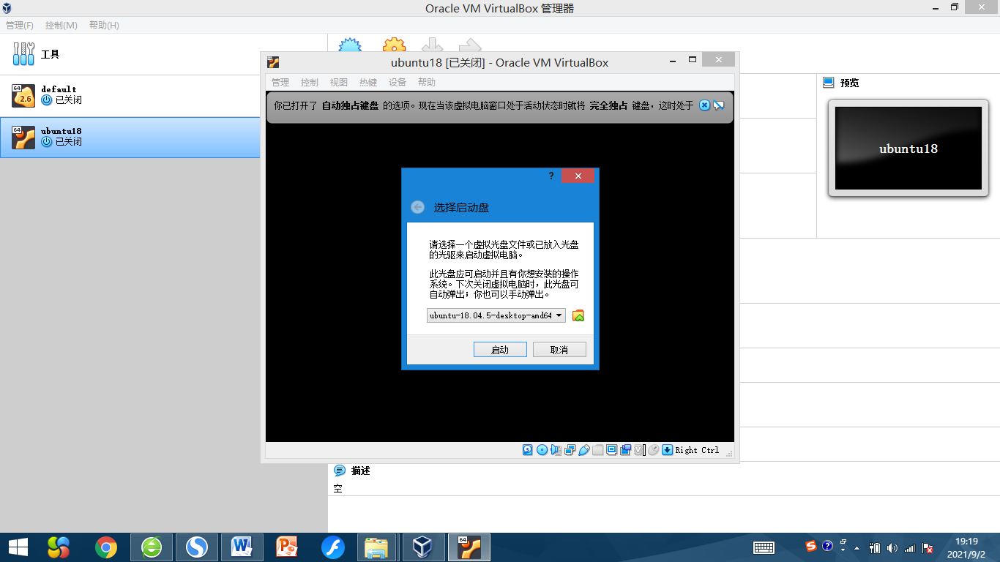 Oracle VM VirtualBox 管理器
管理(F) 控制(M) 帮助(H)
工具
64
2.6
default
已关闭
64
ubuntu18
已关闭
64
ubuntu18 [已关闭] - Oracle VM VirtualBox
管理 控制 视图 热键 设备 帮助
你已打开了 自动独占键盘 的选项。现在当该虚拟电脑窗口处于活动状态时就将 完全独占 键盘，这时处于
?
选择启动盘
请选择一个虚拟光盘文件或已放入光盘
的光驱来启动虚拟电脑。
此光盘应可启动并且有你想安装的操作
系统。下次关闭虚拟电脑时，此光盘可
自动弹出；你也可以手动弹出。
ubuntu-18.04.5-desktop-amd64
启动 取消
Right Ctrl
预览
ubuntu18
描述
空
64
19:19
2021/9/2